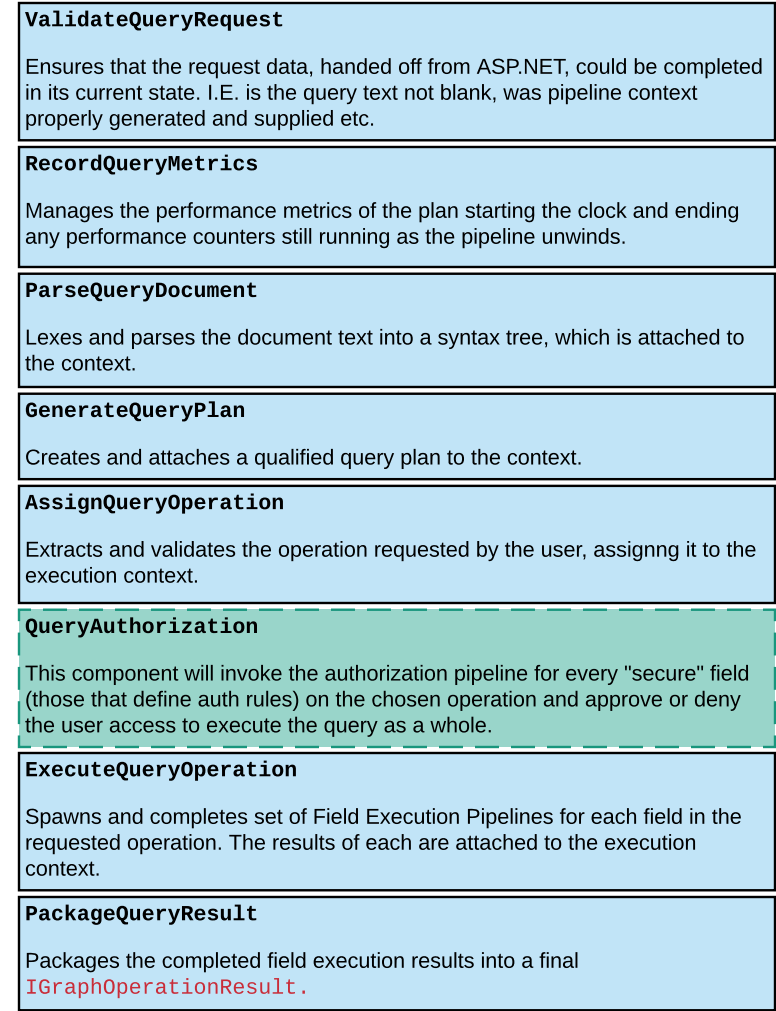 ValidateQueryRequest
Ensures that the request data, handed off from ASP.NET, could be completed
in its current state. I.E. is the query text not blank, was pipeline context
properly generated and supplied etc.
RecordQueryMetrics
Manages the performance metrics of the plan starting the clock and ending
any performance counters still running as the pipeline unwinds.
ParseQueryDocument
Lexes and parses the document text into a syntax tree, which is attached to
the context.
GenerateQueryPlan
Creates and attaches a qualified query plan to the context.
AssignQueryOperation
Extracts and validates the operation requested by the user, assignng it to the
execution context.
QueryAuthorization
This component will invoke the authorization pipeline for every "secure" field
(those that define auth rules) on the chosen operation and approve or deny
the user access to execute the query as a whole.
ExecuteQueryOperation
Spawns and completes set of Field Execution Pipelines for each field in the
requested operation. The results of each are attached to the execution
context.
PackageQueryResult
Packages the completed field execution results into a final
IGraphOperationResult.